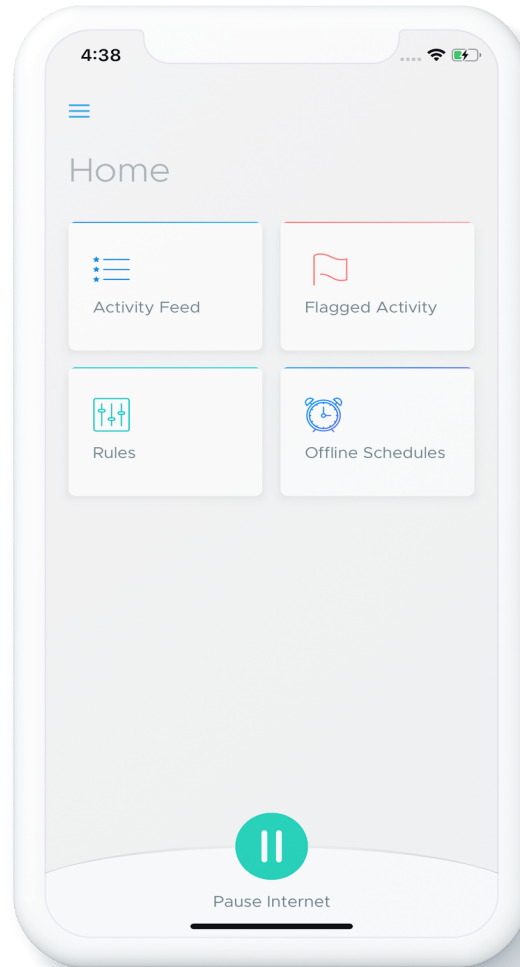 4:38
Home
Activity Feed
Flagged Activity
Rules
Offline Schedules
Pause Internet